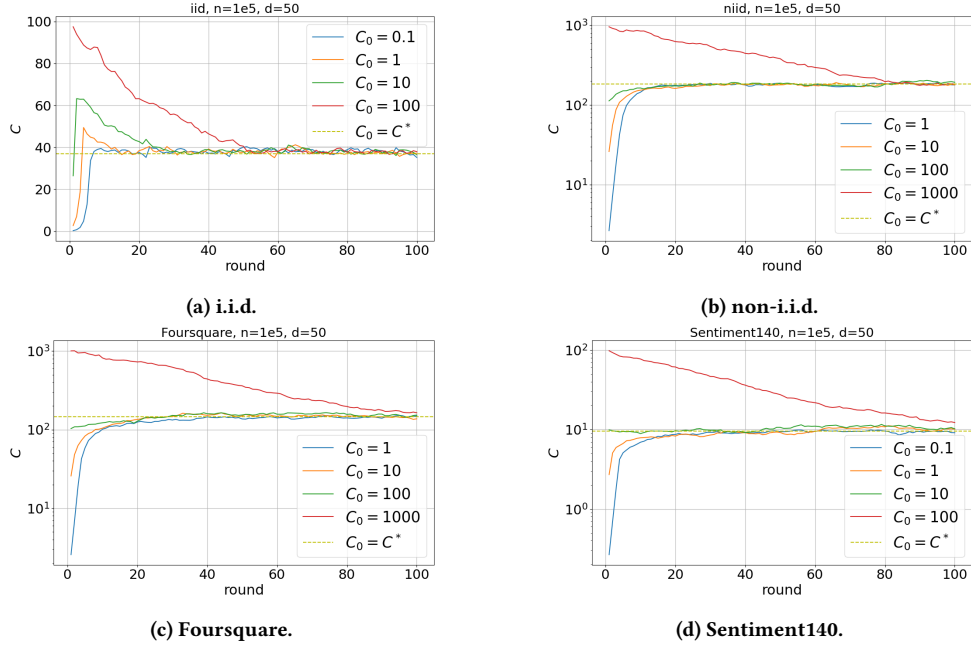 iid, n=1e5, d=50
100
80
60
40
20
0
C
0 20 40 60 80 100
round
C₀ = 0.1
C₀ = 1
C₀ = 10
C₀ = 100
C₀ = C*
(a) i.i.d.
niid, n=1e5, d=50
10³
10²
10¹
C
0 20 40 60 80 100
round
C₀ = 1
C₀ = 10
C₀ = 100
C₀ = 1000
C₀ = C*
(b) non-i.i.d.
Foursquare, n=1e5, d=50
10³
10²
10¹
C
0 20 40 60 80 100
round
C₀ = 1
C₀ = 10
C₀ = 100
C₀ = 1000
C₀ = C*
(c) Foursquare.
Sentiment140, n=1e5, d=50
10²
10¹
10⁰
C
0 20 40 60 80 100
round
C₀ = 0.1
C₀ = 1
C₀ = 10
C₀ = 100
C₀ = C*
(d) Sentiment140.